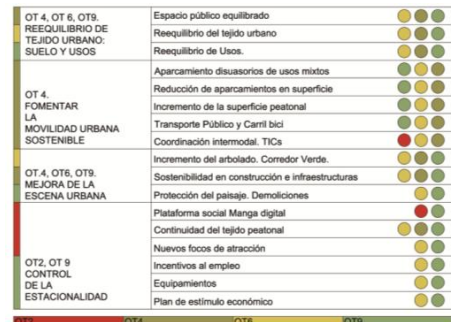 OT 4, OT 6, OT9.
REEQUILIBRIO DE
TEJIDO URBANO:
SUELO Y USOS
Espacio público equilibrado
Reequilibrio del tejido urbano
Reequilibrio de Usos.
OT 4.
FOMENTAR
LA
MOVILIDAD URBANA
SOSTENIBLE
Aparcamiento disuasorios de usos mixtos
Reducción de aparcamientos en superficie
Incremento de la superficie peatonal
Transporte Público y Carril bici
Coordinación intermodal. TICs
OT.4, OT6, OT9.
MEJORA DE LA
ESCENA URBANA
Incremento del arbolado. Corredor Verde.
Sostenibilidad en construcción e infraestructuras
Protección del paisaje. Demoliciones
OT2, OT 9
CONTROL
DE LA
ESTACIONALIDAD
Plataforma social Manga digital
Continuidad del tejido peatonal
Nuevos focos de atracción
Incentivos al empleo
Equipamientos
Plan de estímulo económico
OT2 OT4 OT6 OT9